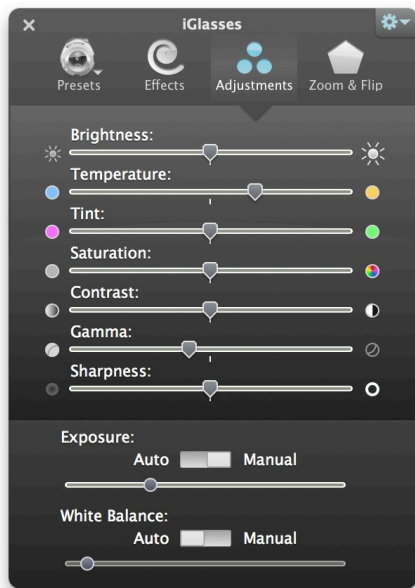 iGlasses
Presets Effects Adjustments Zoom & Flip
Brightness:
Temperature:
Tint:
Saturation:
Contrast:
Gamma:
Sharpness:
Exposure:
Auto Manual
White Balance:
Auto Manual